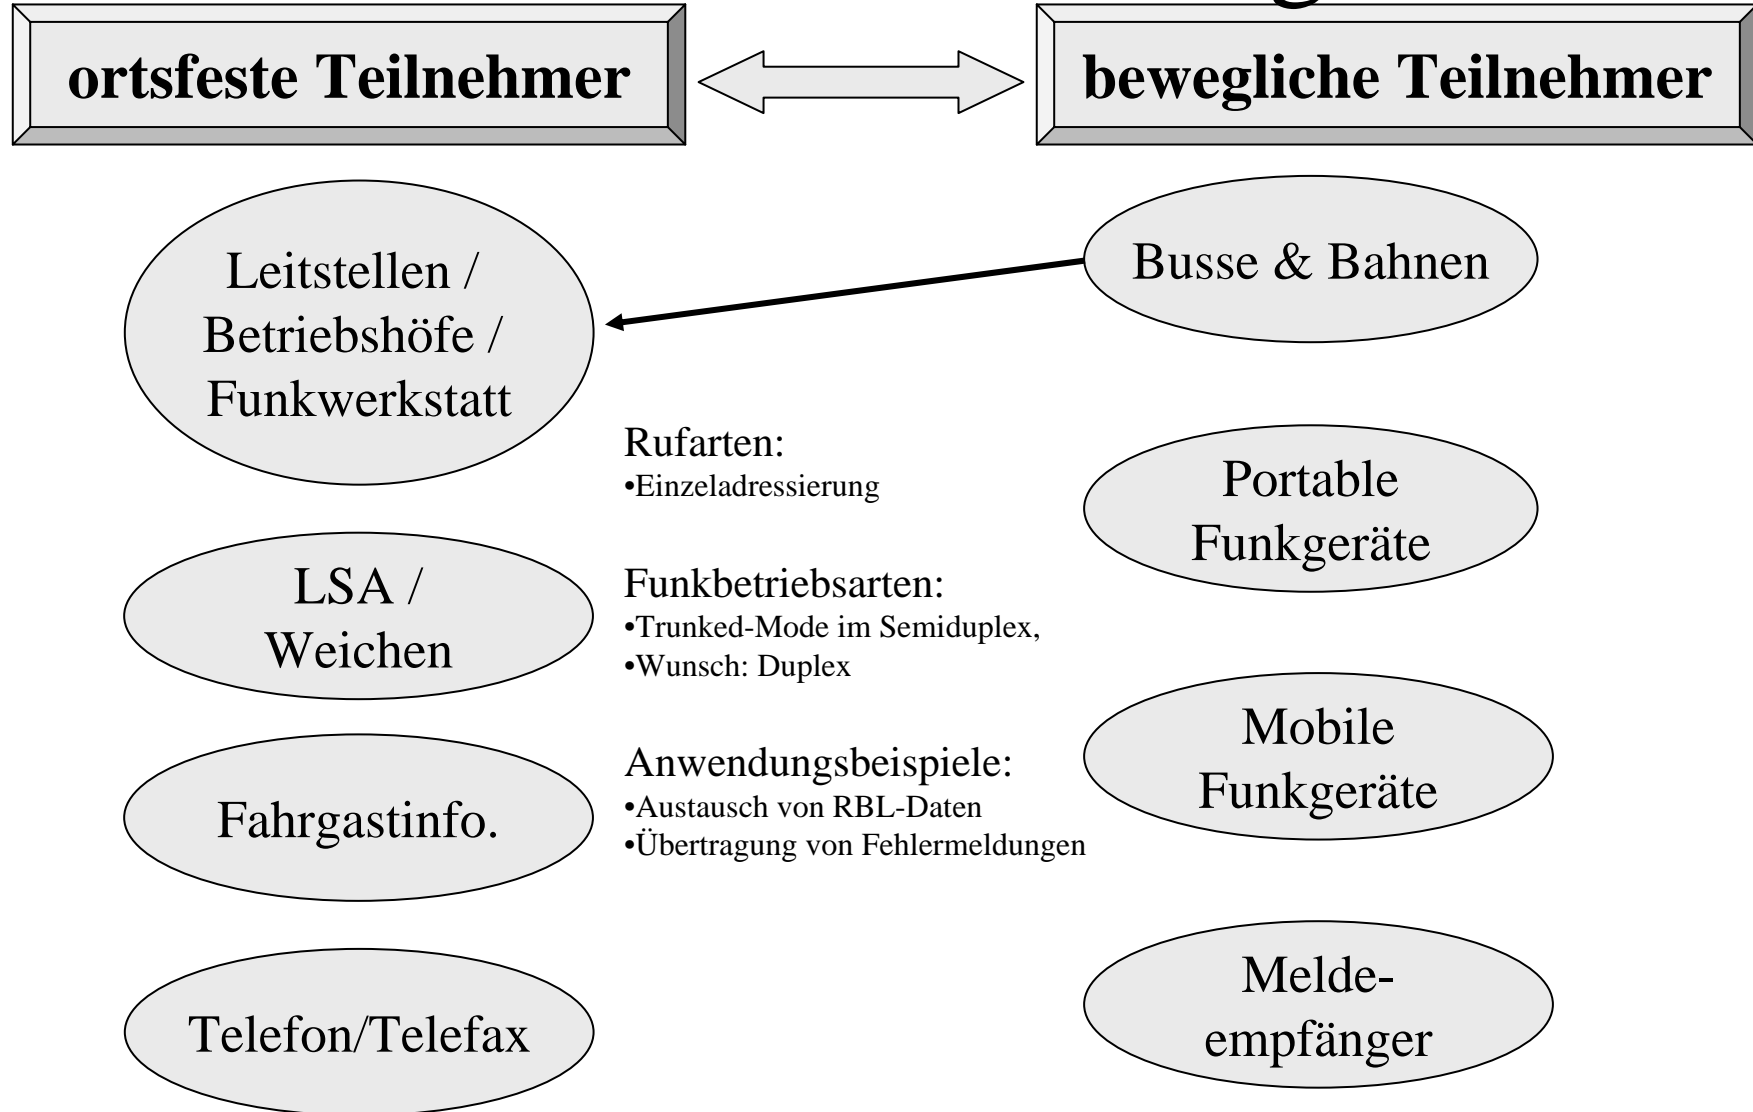 ortsfeste Teilnehmer
bewegliche Teilnehmer
Leitstellen /
Betriebshöfe /
Funkwerkstatt
LSA /
Weichen
Fahrgastinfo.
Telefon/Telefax
Rufarten:
•Einzeladressierung
Funkbetriebsarten:
•Trunked-Mode im Semiduplex,
•Wunsch: Duplex
Anwendungsbeispiele:
•Austausch von RBL-Daten
•Übertragung von Fehlermeldungen
Busse & Bahnen
Portable
Funkgeräte
Mobile
Funkgeräte
Melde-
empfänger